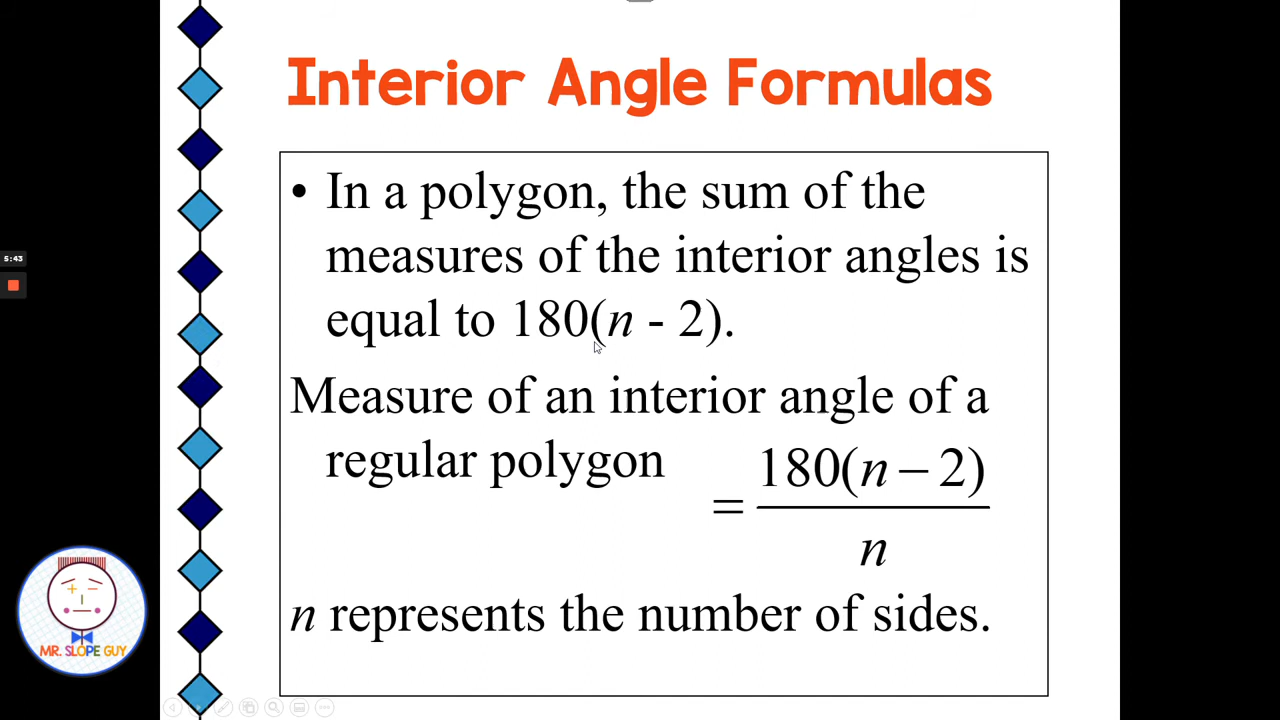 Interior Angle Formulas
• In a polygon, the sum of the
measures of the interior angles is
equal to 180(n - 2).
Measure of an interior angle of a
regular polygon
= 180(n – 2)
n
n represents the number of sides.
5:43
MR. SLOPE GUY